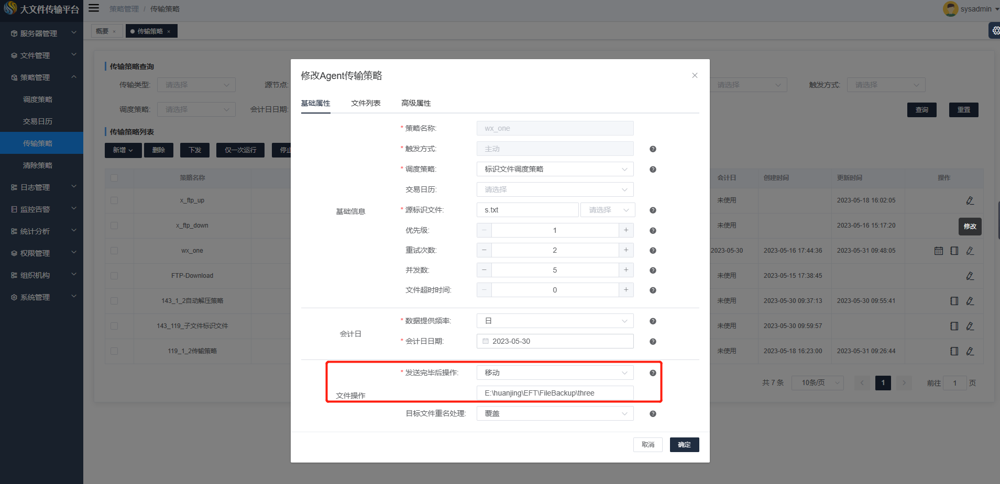 大文件传输平台
策略管理 / 传输策略
sysadmin
概要 ×
传输策略 ×
服务器管理
文件管理
策略管理
调度策略
交易日历
传输策略
清除策略
日志管理
监控告警
统计分析
权限管理
组织机构
系统管理
传输策略查询
传输类型: 请选择
源节点:
请选择
触发方式: 请选择
调度策略: 请选择
会计日日期:
查询
重置
传输策略列表
新增
删除
下发
仅一次运行
停止
策略名称
会计日
创建时间
更新时间
操作
x_ftp_up
未使用
2023-05-18 16:02:05
x_ftp_down
未使用
2023-05-16 15:17:20
修改
wx_one
2023-05-30
2023-05-16 17:44:36
2023-05-31 09:48:05
FTP-Download
未使用
2023-05-15 17:38:45
143_1_2自动解压策略
未使用
2023-05-30 09:37:13
2023-05-30 09:55:41
143_119_子文件标识文件
未使用
2023-05-30 09:59:57
119_1_2传输策略
未使用
2023-05-18 16:23:00
2023-05-31 09:26:44
共 7 条
10条/页
1
前往 1 页
修改Agent传输策略
基础属性
文件列表
高级属性
基础信息
* 策略名称: wx_one
* 触发方式: 主动
* 调度策略: 标识文件调度策略
交易日历: 请选择
* 源标识文件: s.txt 请选择
优先级: − 1 +
重试次数: − 2 +
并发数: − 5 +
文件超时时间: − 0 +
会计日
* 数据提供频率: 日
* 会计日日期: 2023-05-30
文件操作
* 发送完毕后操作: 移动
E:\huanjing\EFT\FileBackup\three
目标文件重名处理: 覆盖
取消
确定